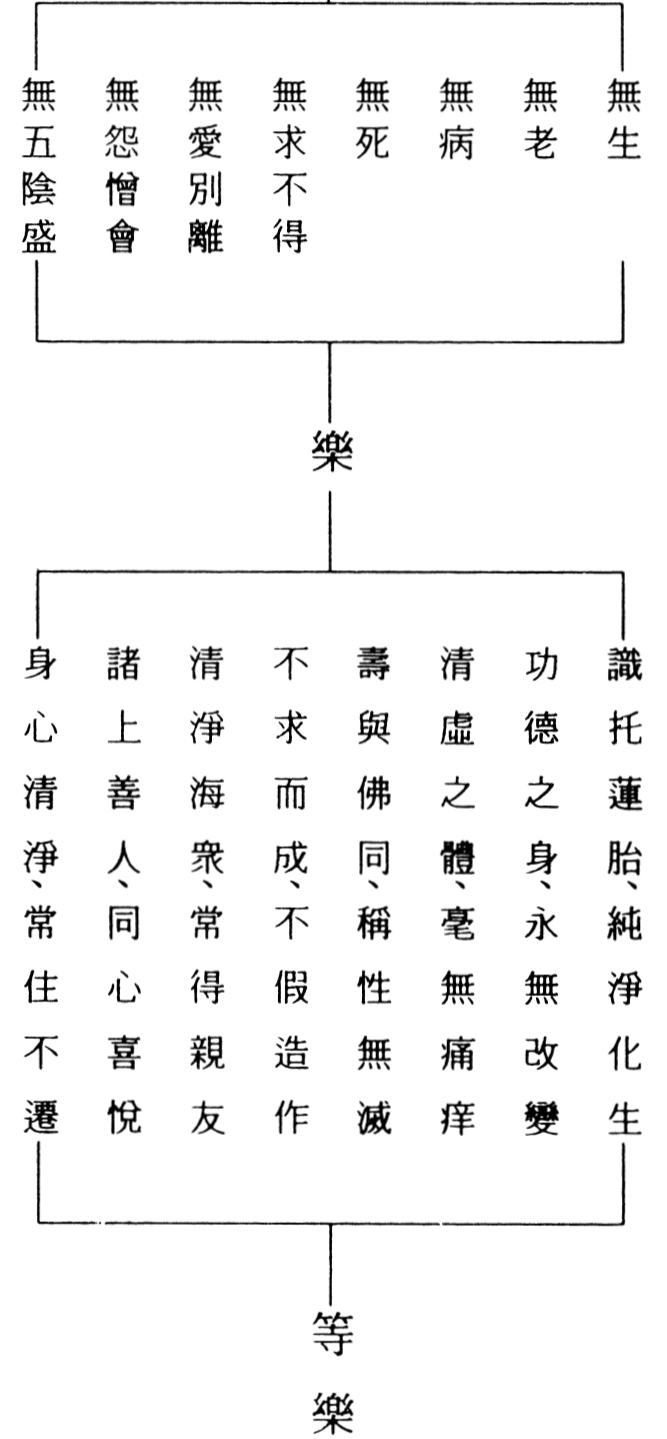 無生
無老
無病
無死
無求不得
無愛別離
無怨憎會
無五陰盛
樂
識托蓮胎、純淨化生
功德之身、永無改變
清虛之體、毫無痛痒
壽與佛同、稱性無滅
不求而成、不假造作
清淨海衆、常得親友
諸上善人、同心喜悅
身心清淨、常住不遷
等樂